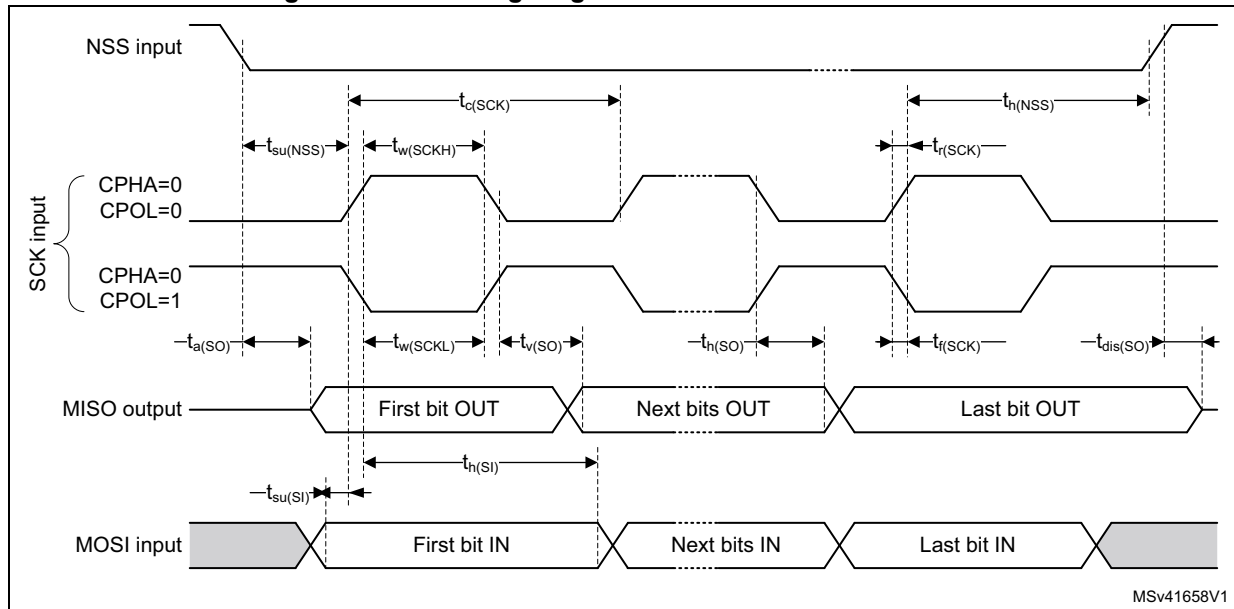 NSS input
tc(SCK)
th(NSS)
tsu(NSS)
tw(SCKH)
tr(SCK)
SCK input
CPHA=0
CPOL=0
CPHA=0
CPOL=1
ta(SO)
tw(SCKL)
tv(SO)
th(SO)
tf(SCK)
tdis(SO)
MISO output
First bit OUT
Next bits OUT
Last bit OUT
th(SI)
tsu(SI)
MOSI input
First bit IN
Next bits IN
Last bit IN
MSv41658V1